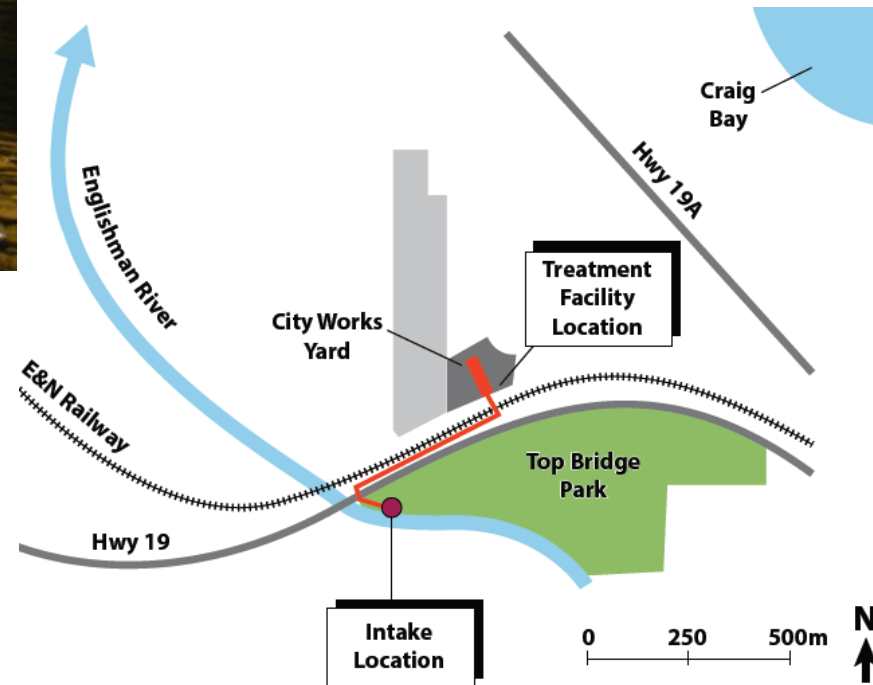 Craig
Bay
Hwy 19A
Englishman River
Treatment
Facility
Location
City Works
Yard
E&N Railway
Top Bridge
Park
Hwy 19
Intake
Location
0 250 500m
N